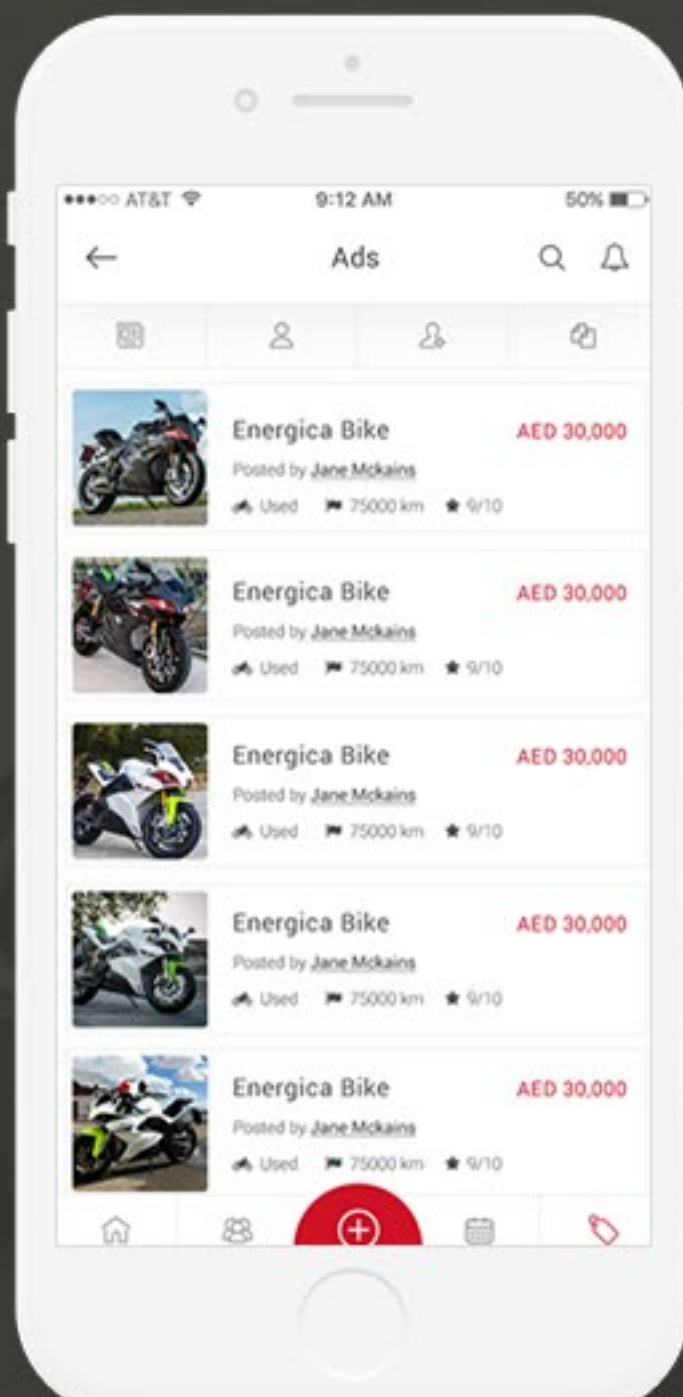 AT&T 9:12 AM 50%
Ads
Energica Bike AED 30,000
Posted by Jane Mckains
Used 75000 km 9/10
Energica Bike AED 30,000
Posted by Jane Mckains
Used 75000 km 9/10
Energica Bike AED 30,000
Posted by Jane Mckains
Used 75000 km 9/10
Energica Bike AED 30,000
Posted by Jane Mckains
Used 75000 km 9/10
Energica Bike AED 30,000
Posted by Jane Mckains
Used 75000 km 9/10